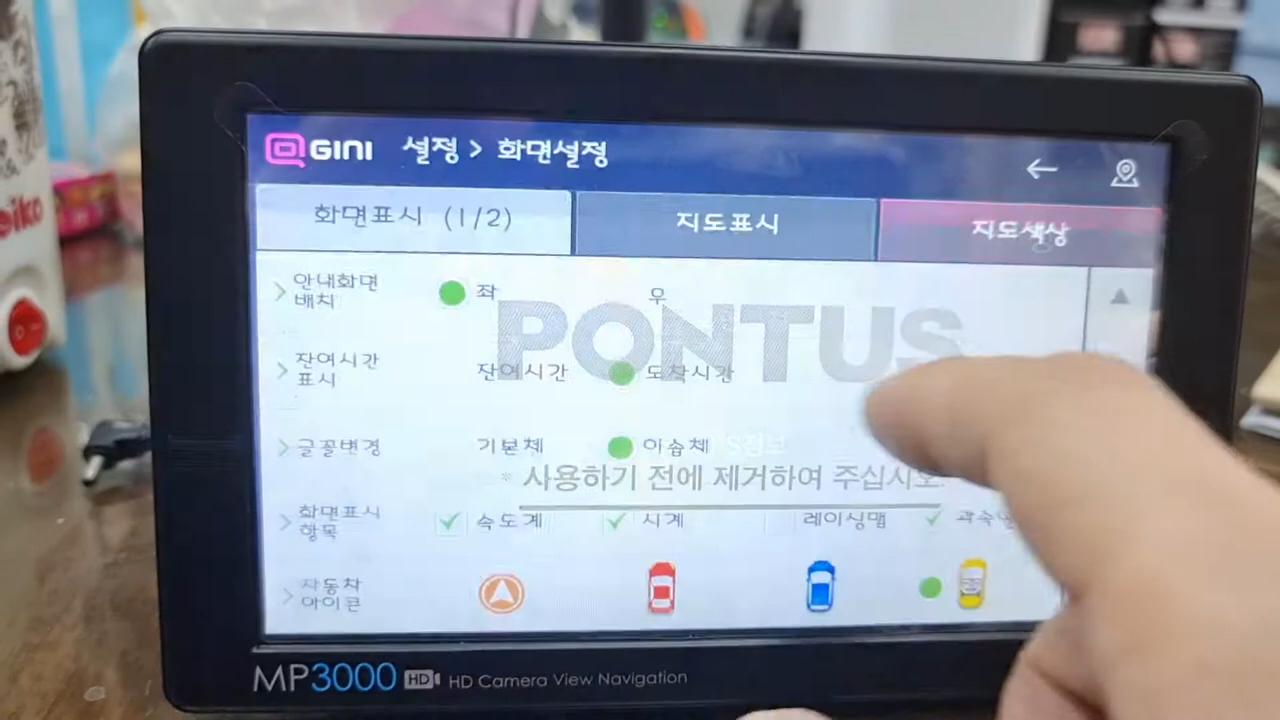 GINI 설정 > 화면설정
화면표시 (1/2) 지도표시 지도색상
안내화면 배치 좌 우
PONTUS
잔여시간 표시 잔여시간 도착시간
글꼴변경 기본체 아숨체
* 사용하기 전에 제거하여 주십시오.
화면표시 항목 속도계 시계 레이싱맵
자동차 아이콘
MP3000 HD HD Camera View Navigation
eiko